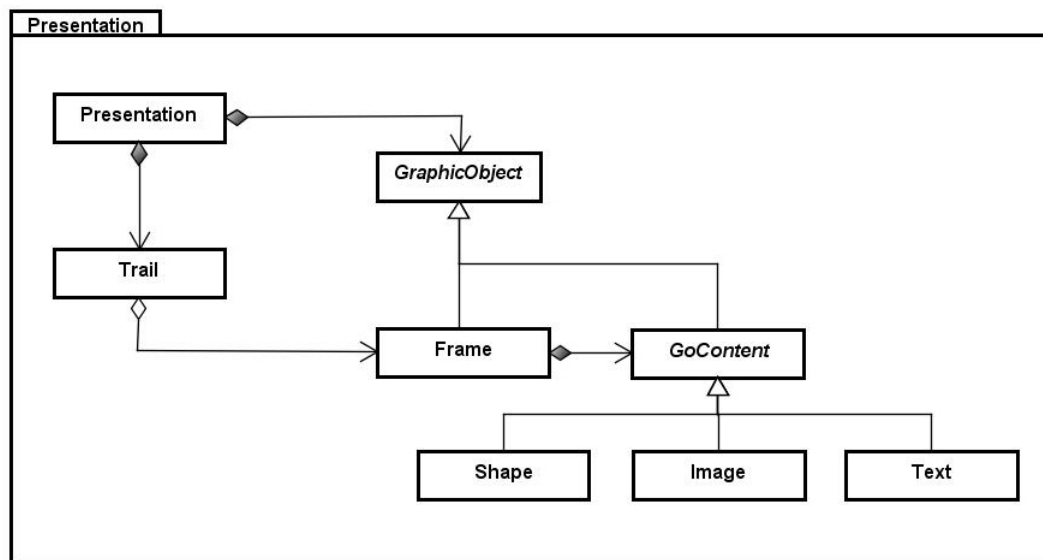 Presentation
Presentation
GraphicObject
Trail
Frame
GoContent
Shape
Image
Text